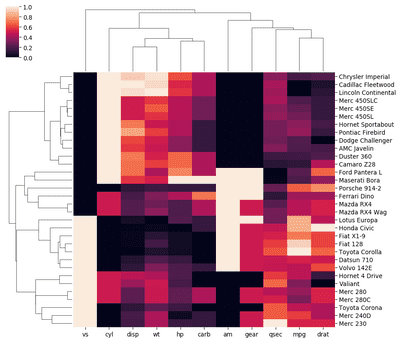 1.0
0.8
0.6
0.4
0.2
0.0
Chrysler Imperial
Cadillac Fleetwood
Lincoln Continental
Merc 450SLC
Merc 450SE
Merc 450SL
Hornet Sportabout
Pontiac Firebird
Dodge Challenger
AMC Javelin
Duster 360
Camaro Z28
Ford Pantera L
Maserati Bora
Porsche 914-2
Ferrari Dino
Mazda RX4
Mazda RX4 Wag
Lotus Europa
Honda Civic
Fiat X1-9
Fiat 128
Toyota Corolla
Datsun 710
Volvo 142E
Hornet 4 Drive
Valiant
Merc 280
Merc 280C
Toyota Corona
Merc 240D
Merc 230
vs cyl disp wt hp carb am gear qsec mpg drat